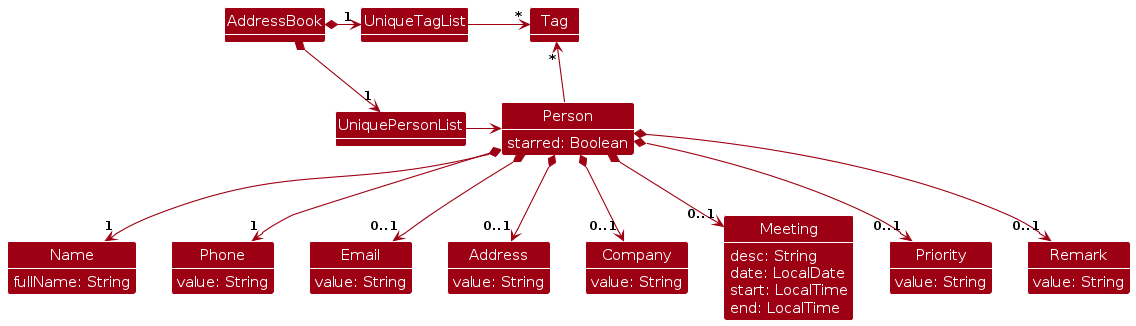 AddressBook
1
UniqueTagList
*
Tag
*
1
UniquePersonList
Person
starred: Boolean
1
1
0..1
0..1
0..1
0..1
0..1
0..1
Name
fullName: String
Phone
value: String
Email
value: String
Address
value: String
Company
value: String
Meeting
desc: String
date: LocalDate
start: LocalTime
end: LocalTime
Priority
value: String
Remark
value: String